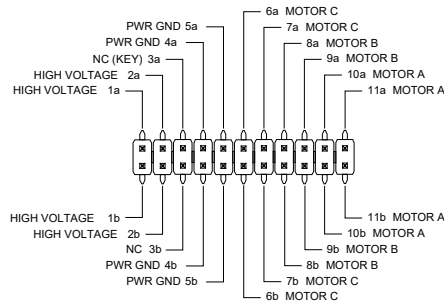 6a MOTOR C
PWR GND 5a
7a MOTOR C
PWR GND 4a
8a MOTOR B
NC (KEY) 3a
9a MOTOR B
HIGH VOLTAGE 2a
10a MOTOR A
HIGH VOLTAGE 1a
11a MOTOR A
HIGH VOLTAGE 1b
11b MOTOR A
HIGH VOLTAGE 2b
10b MOTOR A
NC 3b
9b MOTOR B
PWR GND 4b
8b MOTOR B
PWR GND 5b
7b MOTOR C
6b MOTOR C